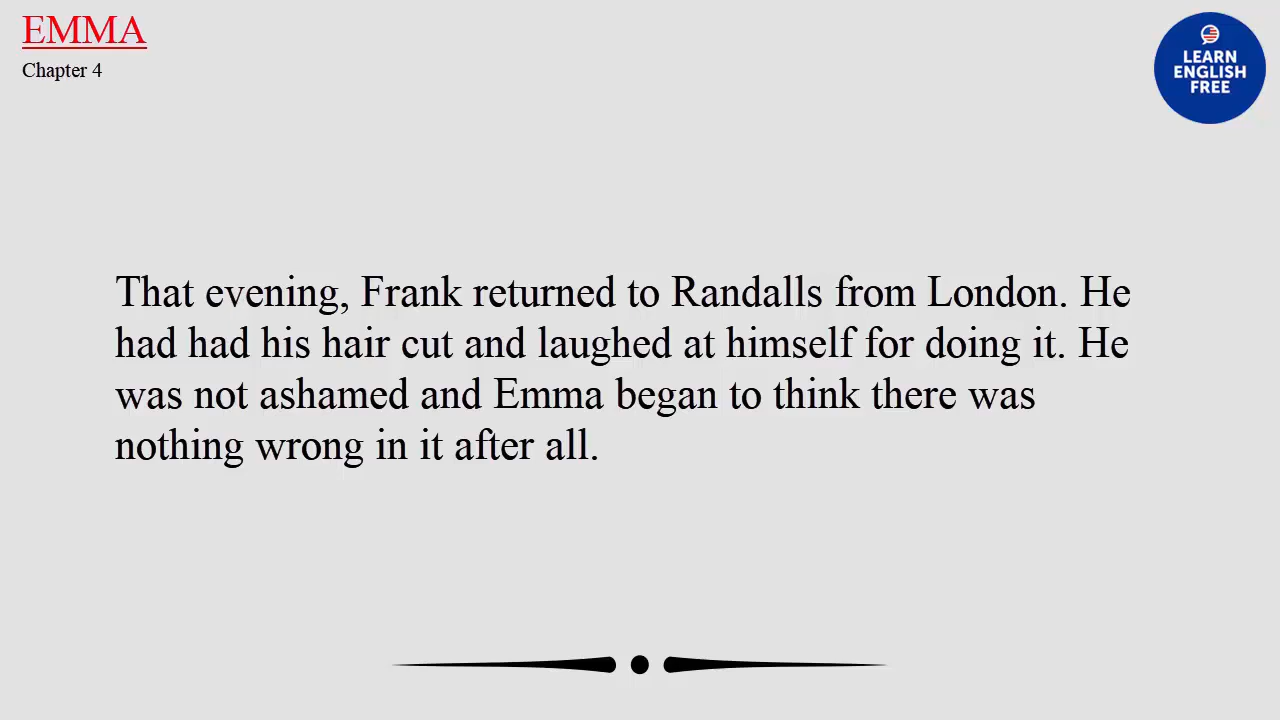 EMMA
Chapter 4
LEARN
ENGLISH
FREE
That evening, Frank returned to Randalls from London. He
had had his hair cut and laughed at himself for doing it. He
was not ashamed and Emma began to think there was
nothing wrong in it after all.